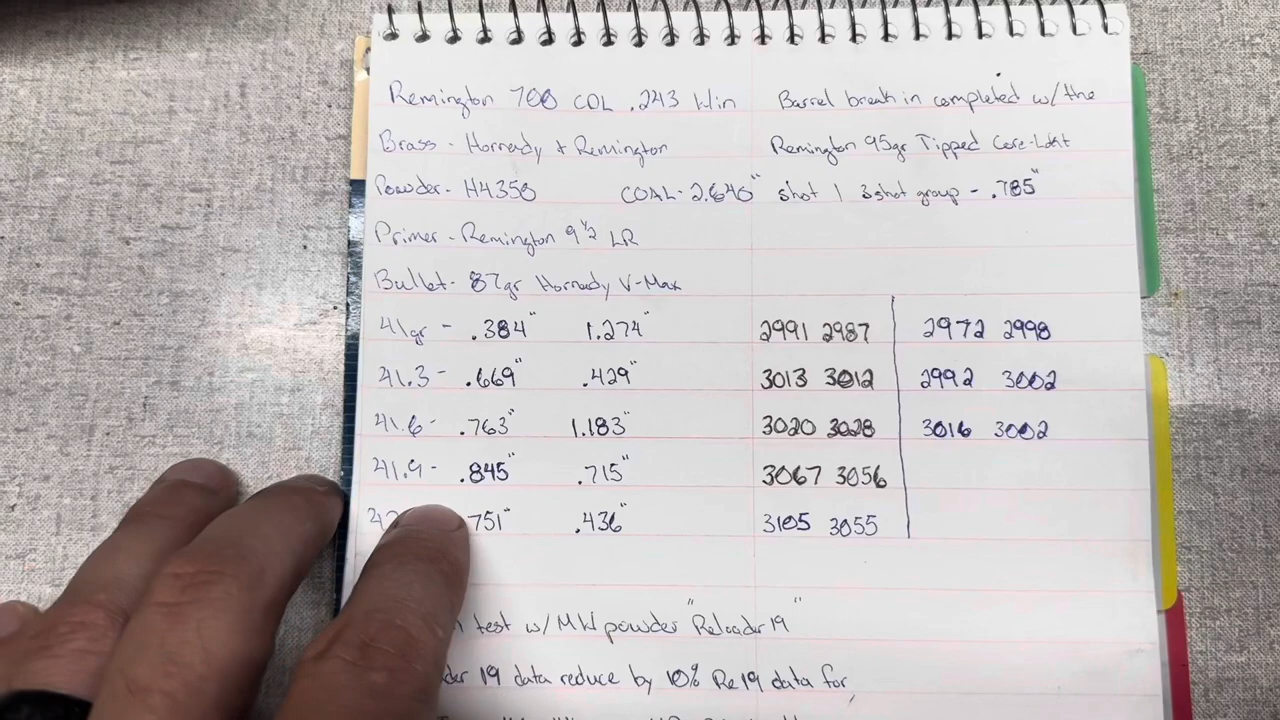 Remington 700 CDL .243 Win Barrel break in completed w/the
Brass - Hornady + Remington Remington 95gr Tipped Core-Lokt
Powder - H4350 COAL - 2.640" shot 1 3 shot group - .785"
Primer - Remington 9 1/2 LR
Bullet - 87gr Hornady V-Max
41gr - .384" 1.274" 2991 2987 2972 2998
41.3 - .669" .429" 3013 3012 2992 3002
41.6 - .763" 1.183" 3020 3028 3016 3002
41.9 - .845" .715" 3067 3056
751" .436" 3105 3055
test w/ MW powder "Reloader 19"
19 data reduce by 10% Re19 data for